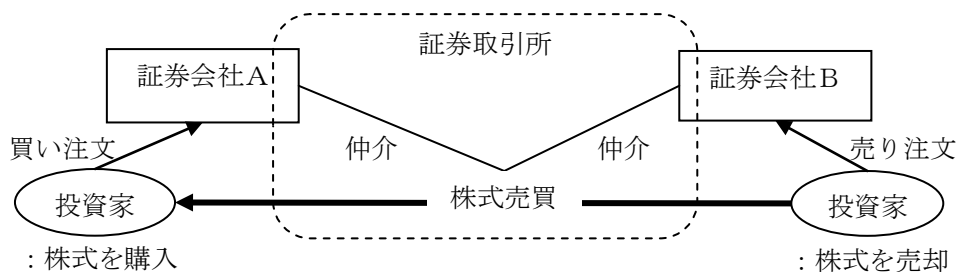 証券取引所
証券会社A
証券会社B
買い注文
仲介
仲介
売り注文
投資家
株式売買
投資家
:株式を購入
:株式を売却